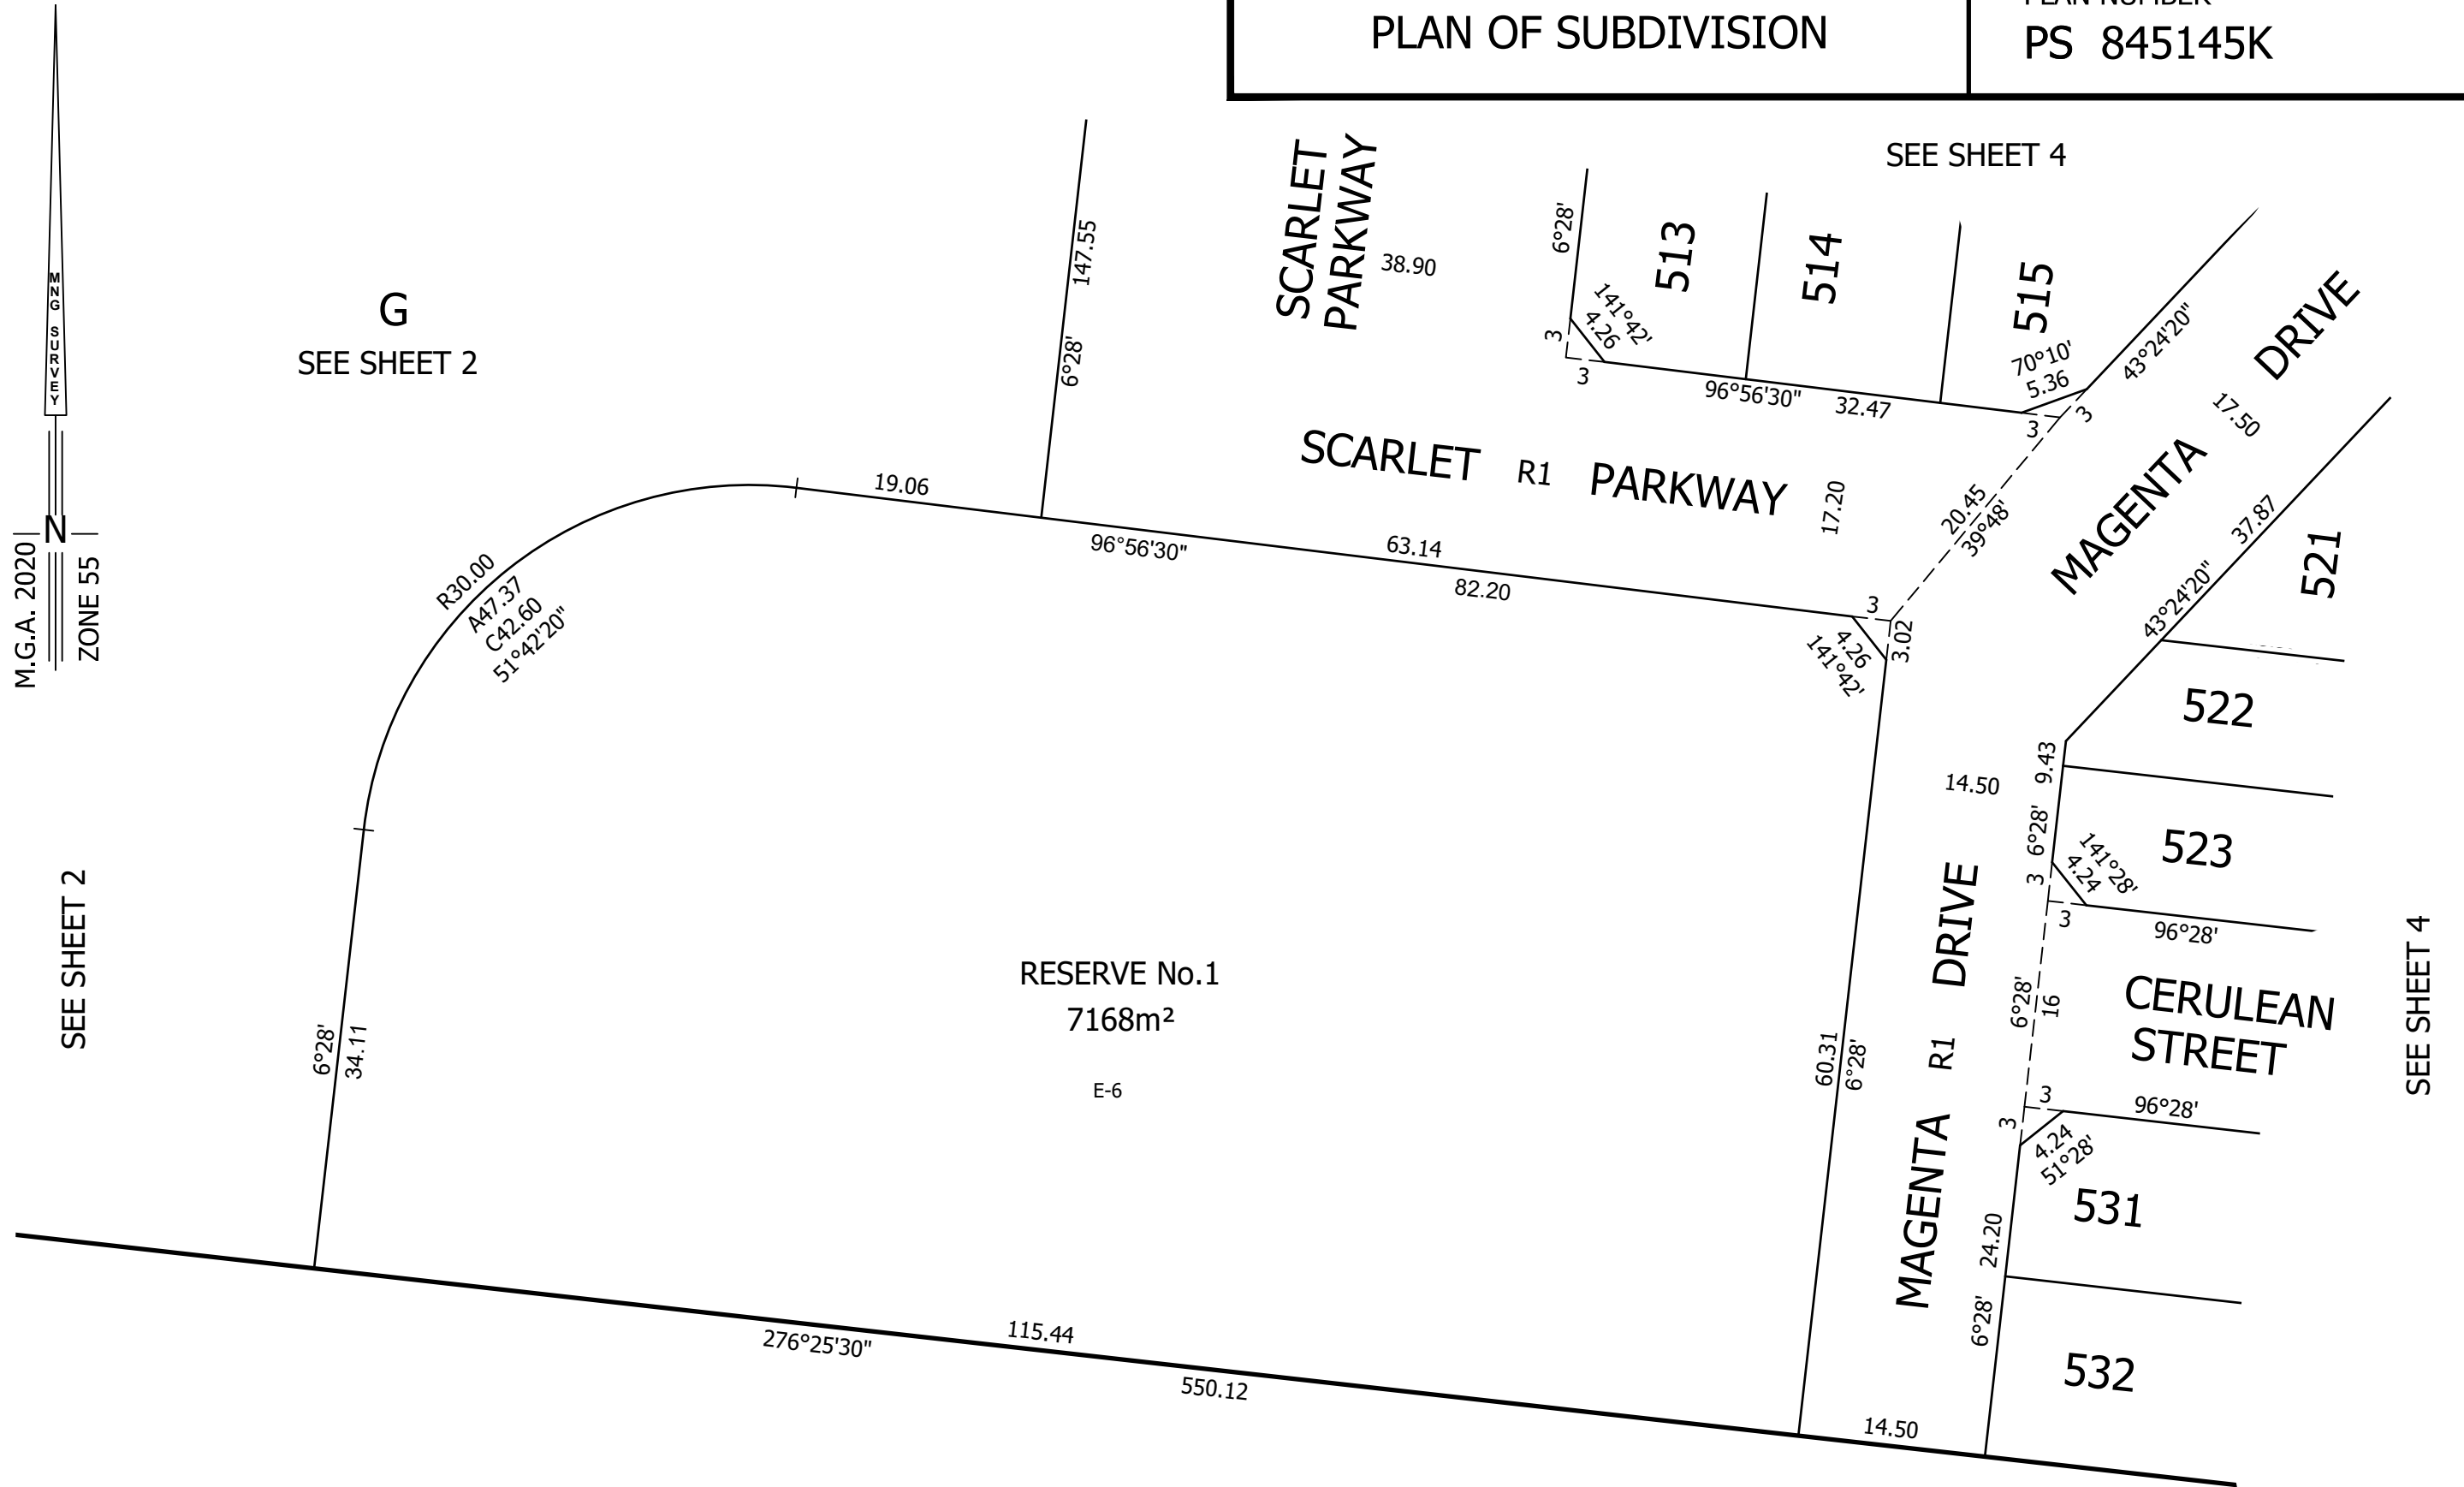 PLAN OF SUBDIVISION
PLAN NUMBER
PS 845145K
MNG SURVEY
N
M.G.A. 2020
ZONE 55
G
SEE SHEET 2
SEE SHEET 2
147.55
6°28'
SCARLET
PARKWAY
38.90
SEE SHEET 4
6°28'
513
514
515
141°42'
4.26
3
3
96°56'30"
32.47
70°10'
5.36
3
3
43°24'20"
MAGENTA DRIVE
17.50
SCARLET R1 PARKWAY
17.20
20.45
39°48'
37.87
43°24'20"
521
19.06
96°56'30"
63.14
82.20
3
3.02
4.26
141°42'
R30.00
A47.37
C42.60
51°42'20"
522
9.43
14.50
6°28'
523
141°28'
4.24
3
3
96°28'
MAGENTA R1 DRIVE
6°28'
16
CERULEAN
STREET
SEE SHEET 4
RESERVE No.1
7168m²
E-6
6°28'
34.11
60.31
6°28'
3
3
96°28'
4.24
51°28'
531
24.20
6°28'
532
115.44
276°25'30"
550.12
14.50